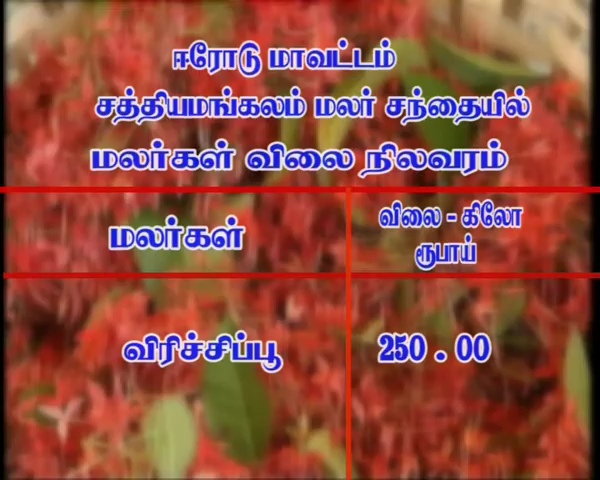 ஈரோடு மாவட்டம்
சத்தியமங்கலம் மலர் சந்தையில்
மலர்கள் விலை நிலவரம்
மலர்கள்
விலை - கிலோ
ரூபாய்
விரிச்சிப்பூ
250 . 00